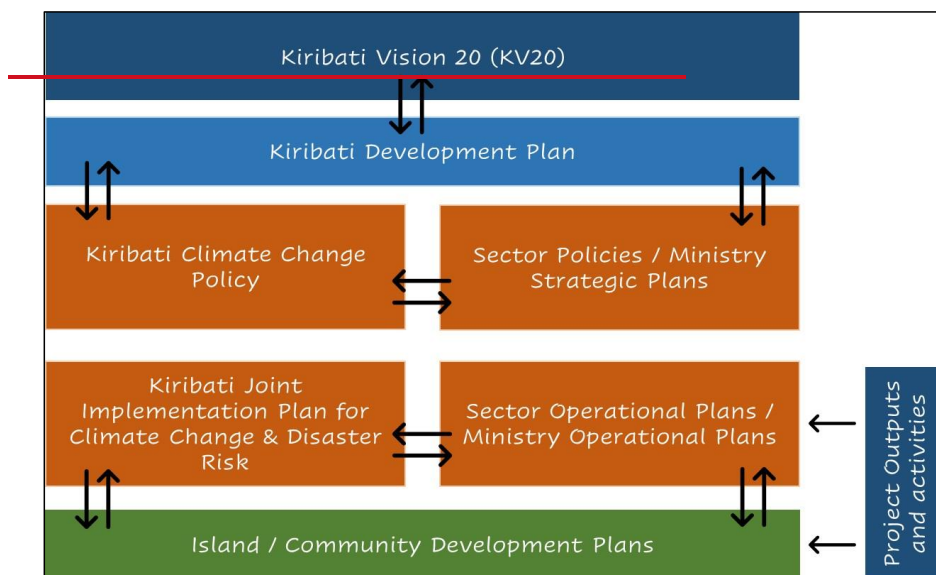 Kiribati Vision 20 (KV20)
Kiribati Development Plan
Kiribati Climate Change
Policy
Sector Policies / Ministry
Strategic Plans
Kiribati Joint
Implementation Plan for
Climate Change & Disaster
Risk
Sector Operational Plans /
Ministry Operational Plans
Project Outputs
and activities
Island / Community Development Plans